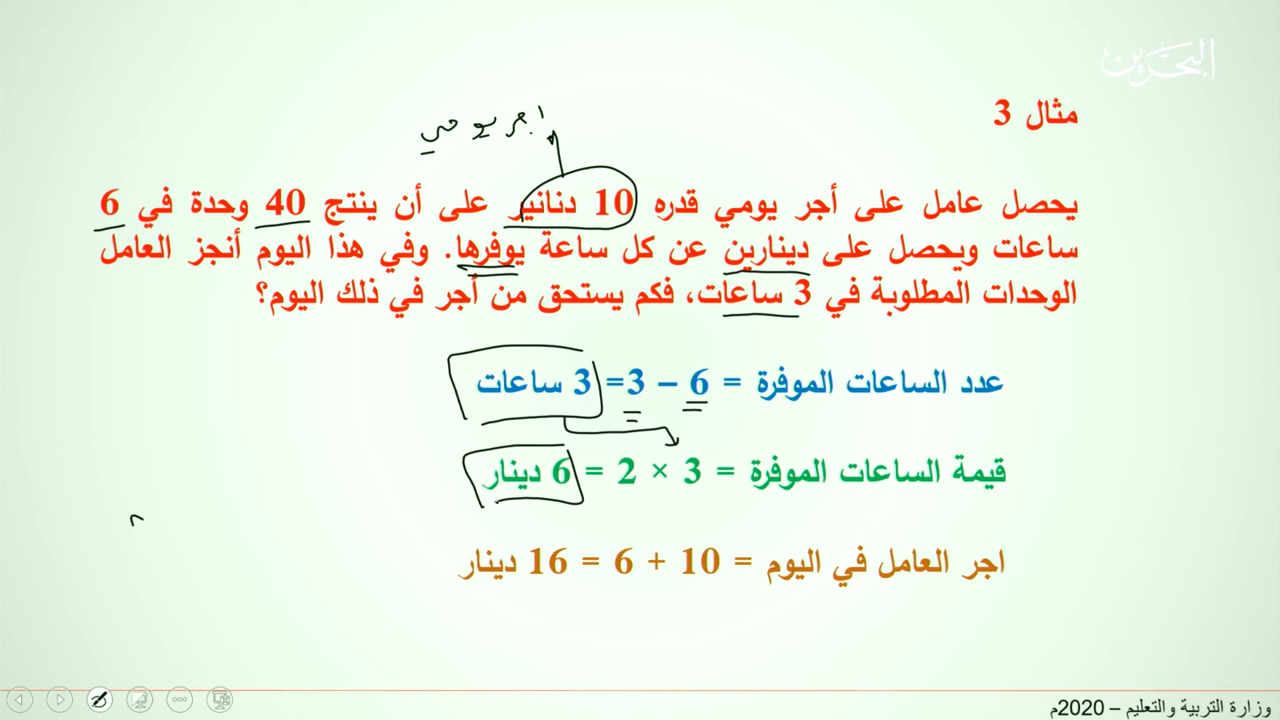 البحرين
مثال 3
اجر يومي
يحصل عامل على أجر يومي قدره 10 دنانير على أن ينتج 40 وحدة في 6
ساعات ويحصل على دينارين عن كل ساعة يوفرها. وفي هذا اليوم أنجز العامل
الوحدات المطلوبة في 3 ساعات، فكم يستحق من أجر في ذلك اليوم؟
عدد الساعات الموفرة = 6 – 3 = 3 ساعات
قيمة الساعات الموفرة = 3 × 2 = 6 دينار
اجر العامل في اليوم = 10 + 6 = 16 دينار
وزارة التربية والتعليم – 2020م